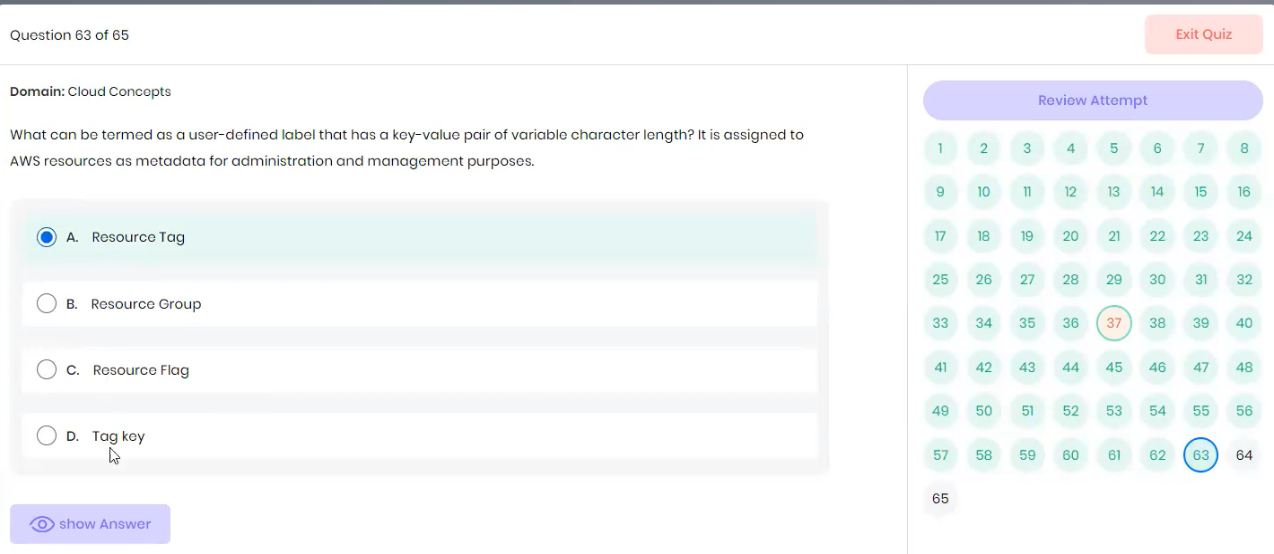 Question 63 of 65
Exit Quiz
Domain: Cloud Concepts
What can be termed as a user-defined label that has a key-value pair of variable character length? It is assigned to
AWS resources as metadata for administration and management purposes.
A. Resource Tag
B. Resource Group
C. Resource Flag
D. Tag key
show Answer
Review Attempt
1 2 3 4 5 6 7 8
9 10 11 12 13 14 15 16
17 18 19 20 21 22 23 24
25 26 27 28 29 30 31 32
33 34 35 36 37 38 39 40
41 42 43 44 45 46 47 48
49 50 51 52 53 54 55 56
57 58 59 60 61 62 63 64
65